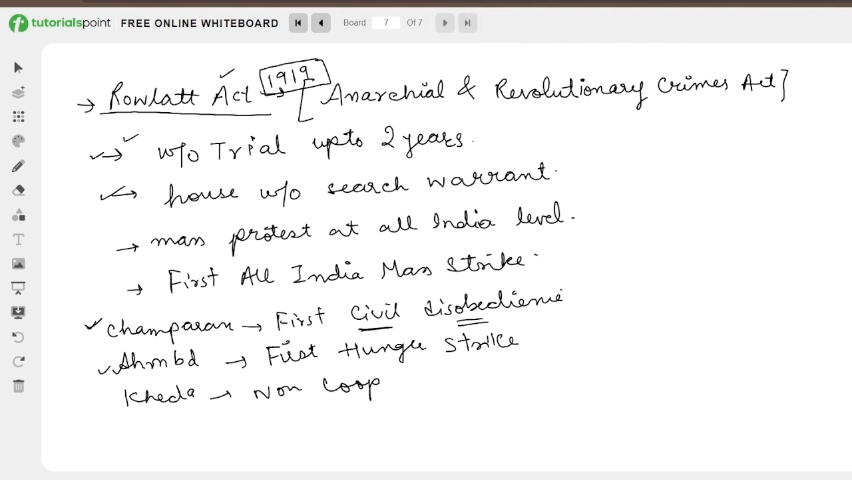 tutorialspoint FREE ONLINE WHITEBOARD Board 7 Of 7
→ Rowlatt Act → 1919 [Anarchial & Revolutionary Crimes Act]
→ w/o Trial upto 2 years.
→ house w/o search warrant.
→ mass protest at all India level.
→ First All India Mass Strike.
Champaran → First Civil disobedienie
Ahmbd → First Hunger Strike
Kheda → Non Coop